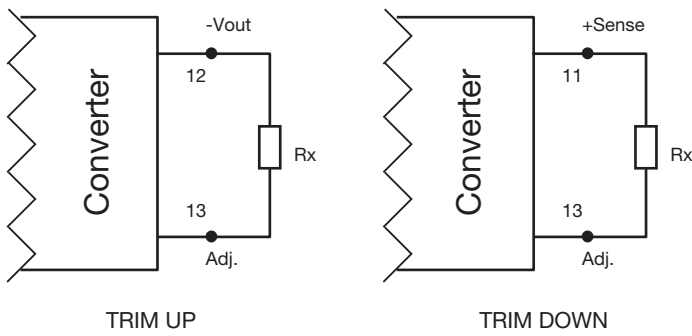 -Vout
12
Converter
Rx
13
Adj.
TRIM UP
+Sense
11
Converter
Rx
13
Adj.
TRIM DOWN